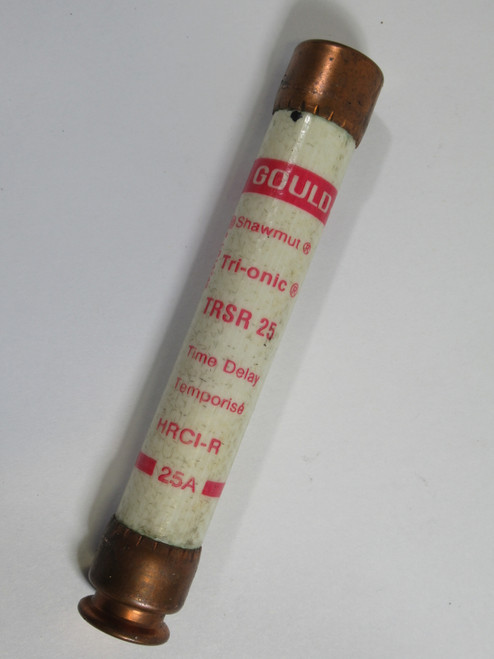 GOULD
Shawmut®
Tri-onic®
TRSR 25
Time Delay
Temporisé
HRCI-R
25A